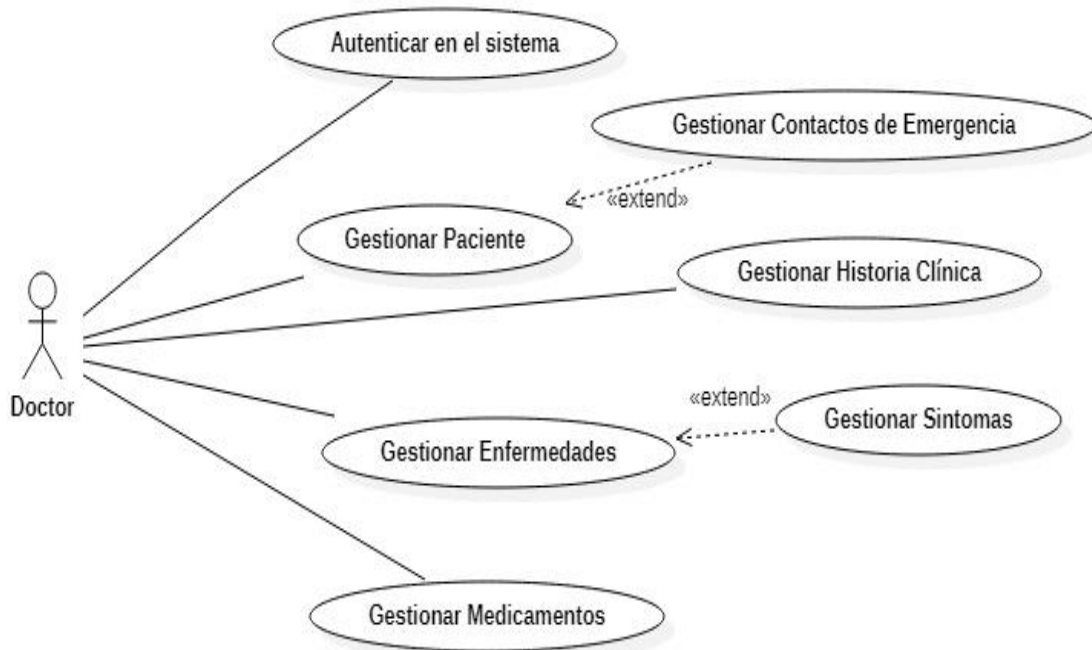 Autenticar en el sistema
Gestionar Contactos de Emergencia
«extend»
Gestionar Paciente
Gestionar Historia Clínica
Doctor
«extend»
Gestionar Sintomas
Gestionar Enfermedades
Gestionar Medicamentos